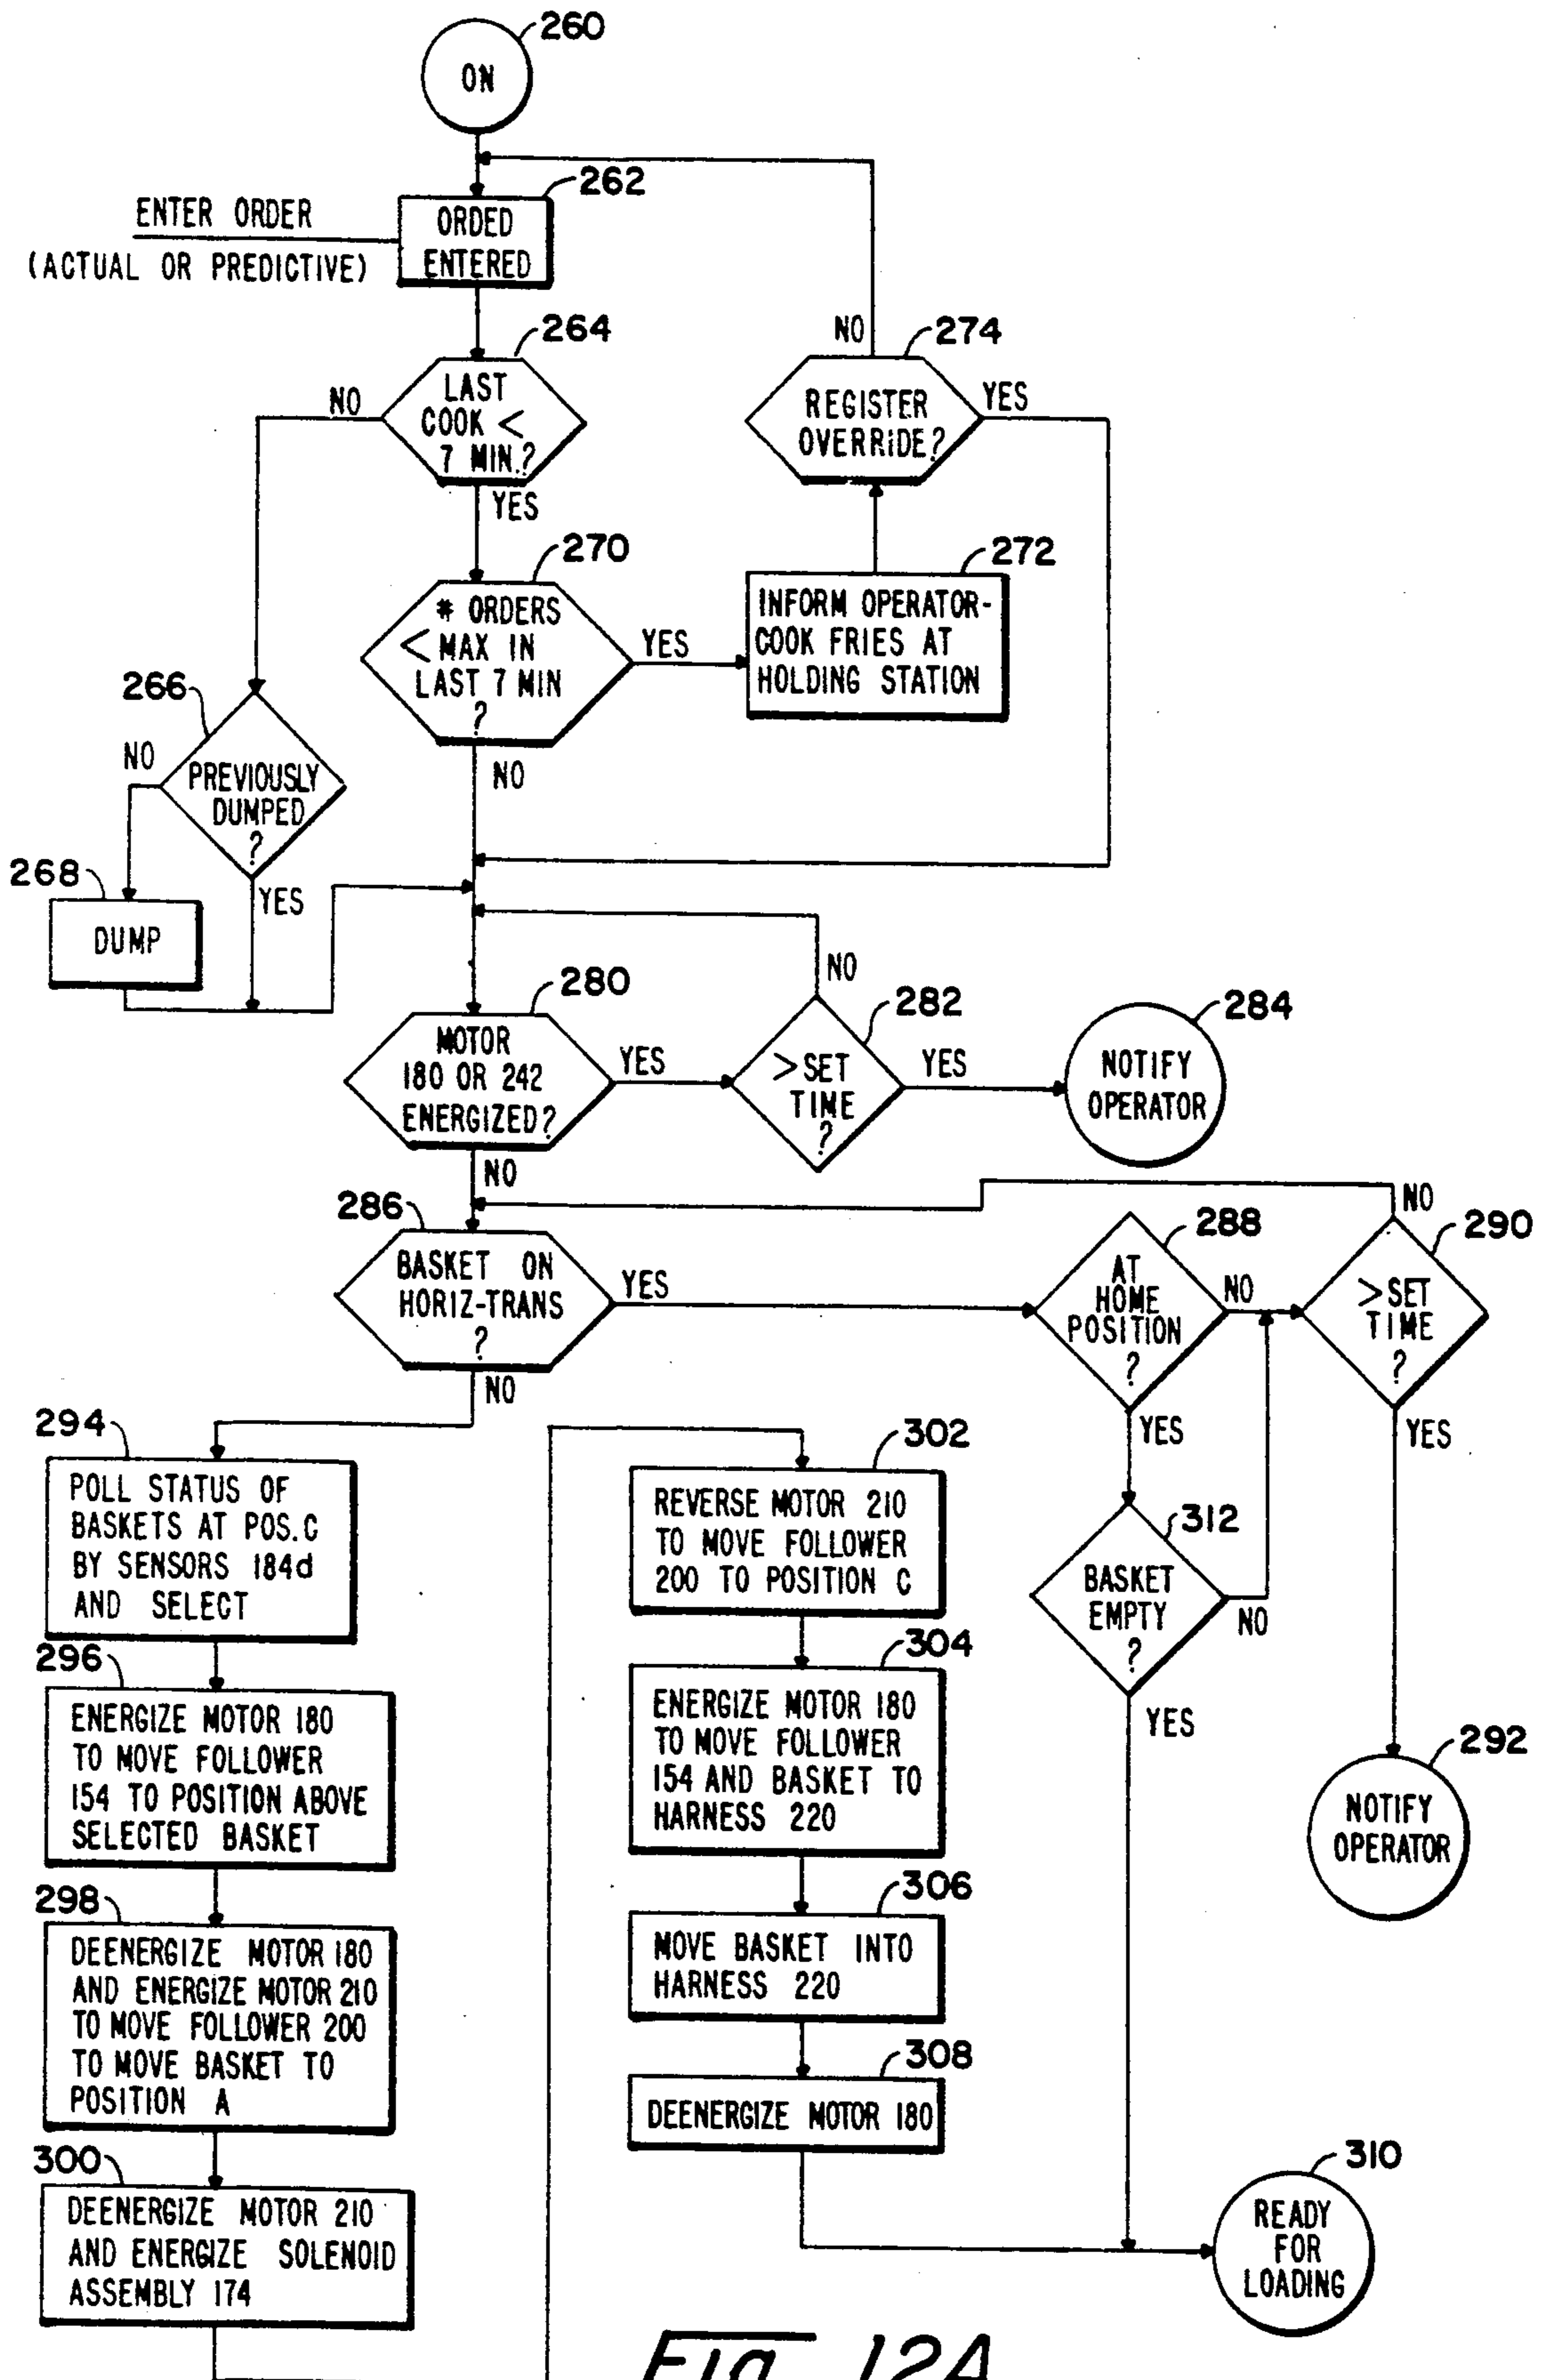 260
ON
262
ENTER ORDER
(ACTUAL OR PREDICTIVE)
ORDED
ENTERED
264
NO
LAST
COOK <
7 MIN.?
YES
274
NO
REGISTER
OVERRIDE?
YES
270
# ORDERS
< MAX IN
LAST 7 MIN
?
YES
NO
272
INFORM OPERATOR-
COOK FRIES AT
HOLDING STATION
266
NO
PREVIOUSLY
DUMPED
?
YES
268
DUMP
280
MOTOR
180 OR 242
ENERGIZED?
YES
NO
282
NO
> SET
TIME
?
YES
284
NOTIFY
OPERATOR
286
BASKET ON
HORIZ-TRANS
?
YES
NO
288
AT
HOME
POSITION
?
NO
YES
290
NO
> SET
TIME
?
YES
292
NOTIFY
OPERATOR
312
BASKET
EMPTY
?
NO
YES
294
POLL STATUS OF
BASKETS AT POS.C
BY SENSORS 184d
AND SELECT
296
ENERGIZE MOTOR 180
TO MOVE FOLLOWER
154 TO POSITION ABOVE
SELECTED BASKET
298
DEENERGIZE MOTOR 180
AND ENERGIZE MOTOR 210
TO MOVE FOLLOWER 200
TO MOVE BASKET TO
POSITION A
300
DEENERGIZE MOTOR 210
AND ENERGIZE SOLENOID
ASSEMBLY 174
302
REVERSE MOTOR 210
TO MOVE FOLLOWER
200 TO POSITION C
304
ENERGIZE MOTOR 180
TO MOVE FOLLOWER
154 AND BASKET TO
HARNESS 220
306
MOVE BASKET INTO
HARNESS 220
308
DEENERGIZE MOTOR 180
310
READY
FOR
LOADING
Fig. 12A